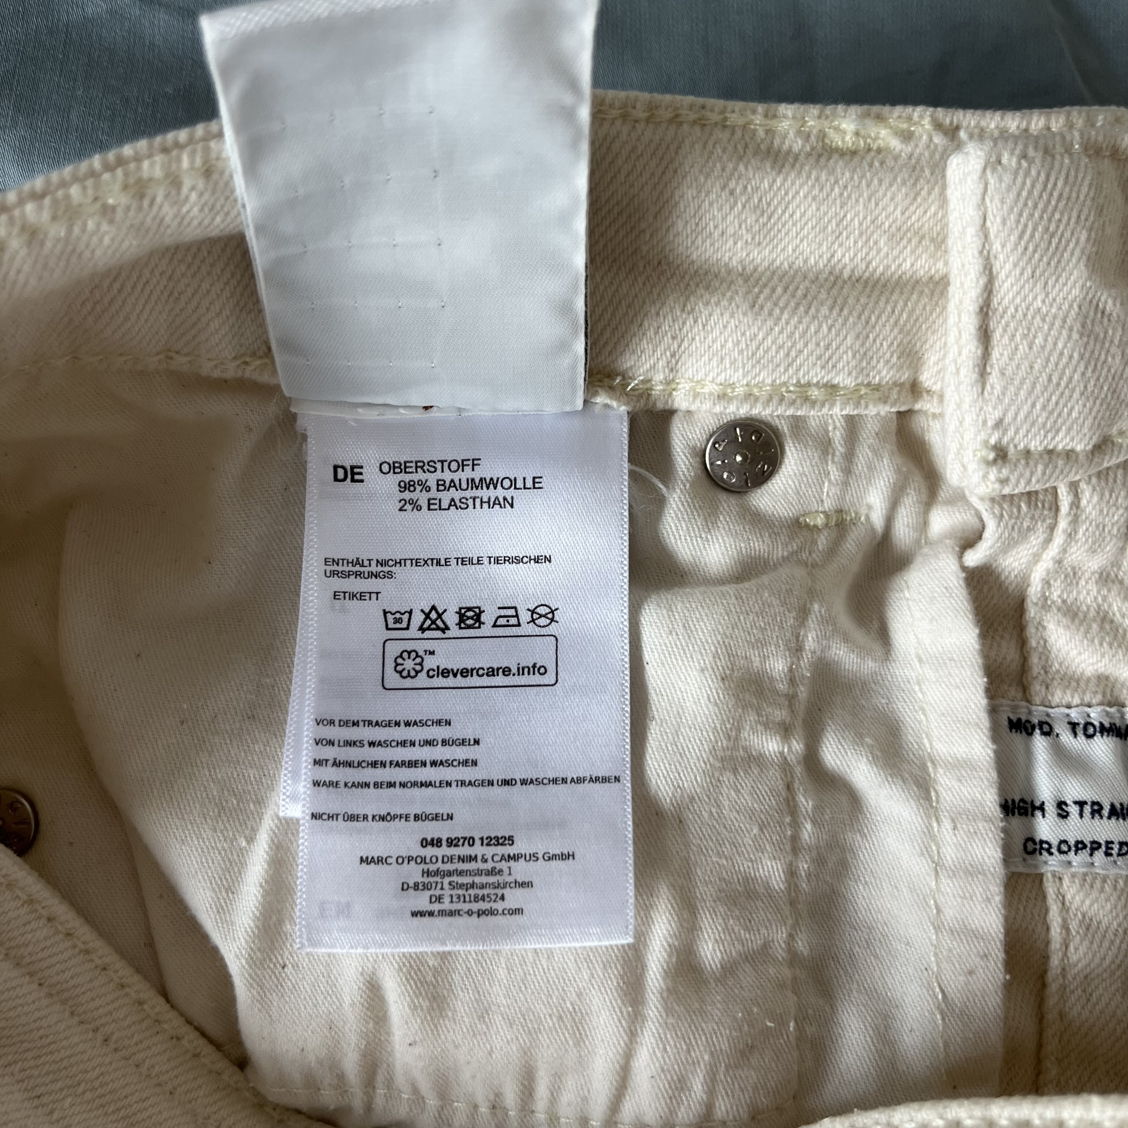 DE OBERSTOFF
98% BAUMWOLLE
2% ELASTHAN
ENTHÄLT NICHTTEXTILE TEILE TIERISCHEN
URSPRUNGS:
ETIKETT
30
™
clevercare.info
VOR DEM TRAGEN WASCHEN
VON LINKS WASCHEN UND BÜGELN
MIT ÄHNLICHEN FARBEN WASCHEN
WARE KANN BEIM NORMALEN TRAGEN UND WASCHEN ABFÄRBEN
NICHT ÜBER KNÖPFE BÜGELN
048 9270 12325
MARC O'POLO DENIM & CAMPUS GmbH
Hofgartenstraße 1
D-83071 Stephanskirchen
DE 131184524
www.marc-o-polo.com
MOD.
HIGH
CROPPED